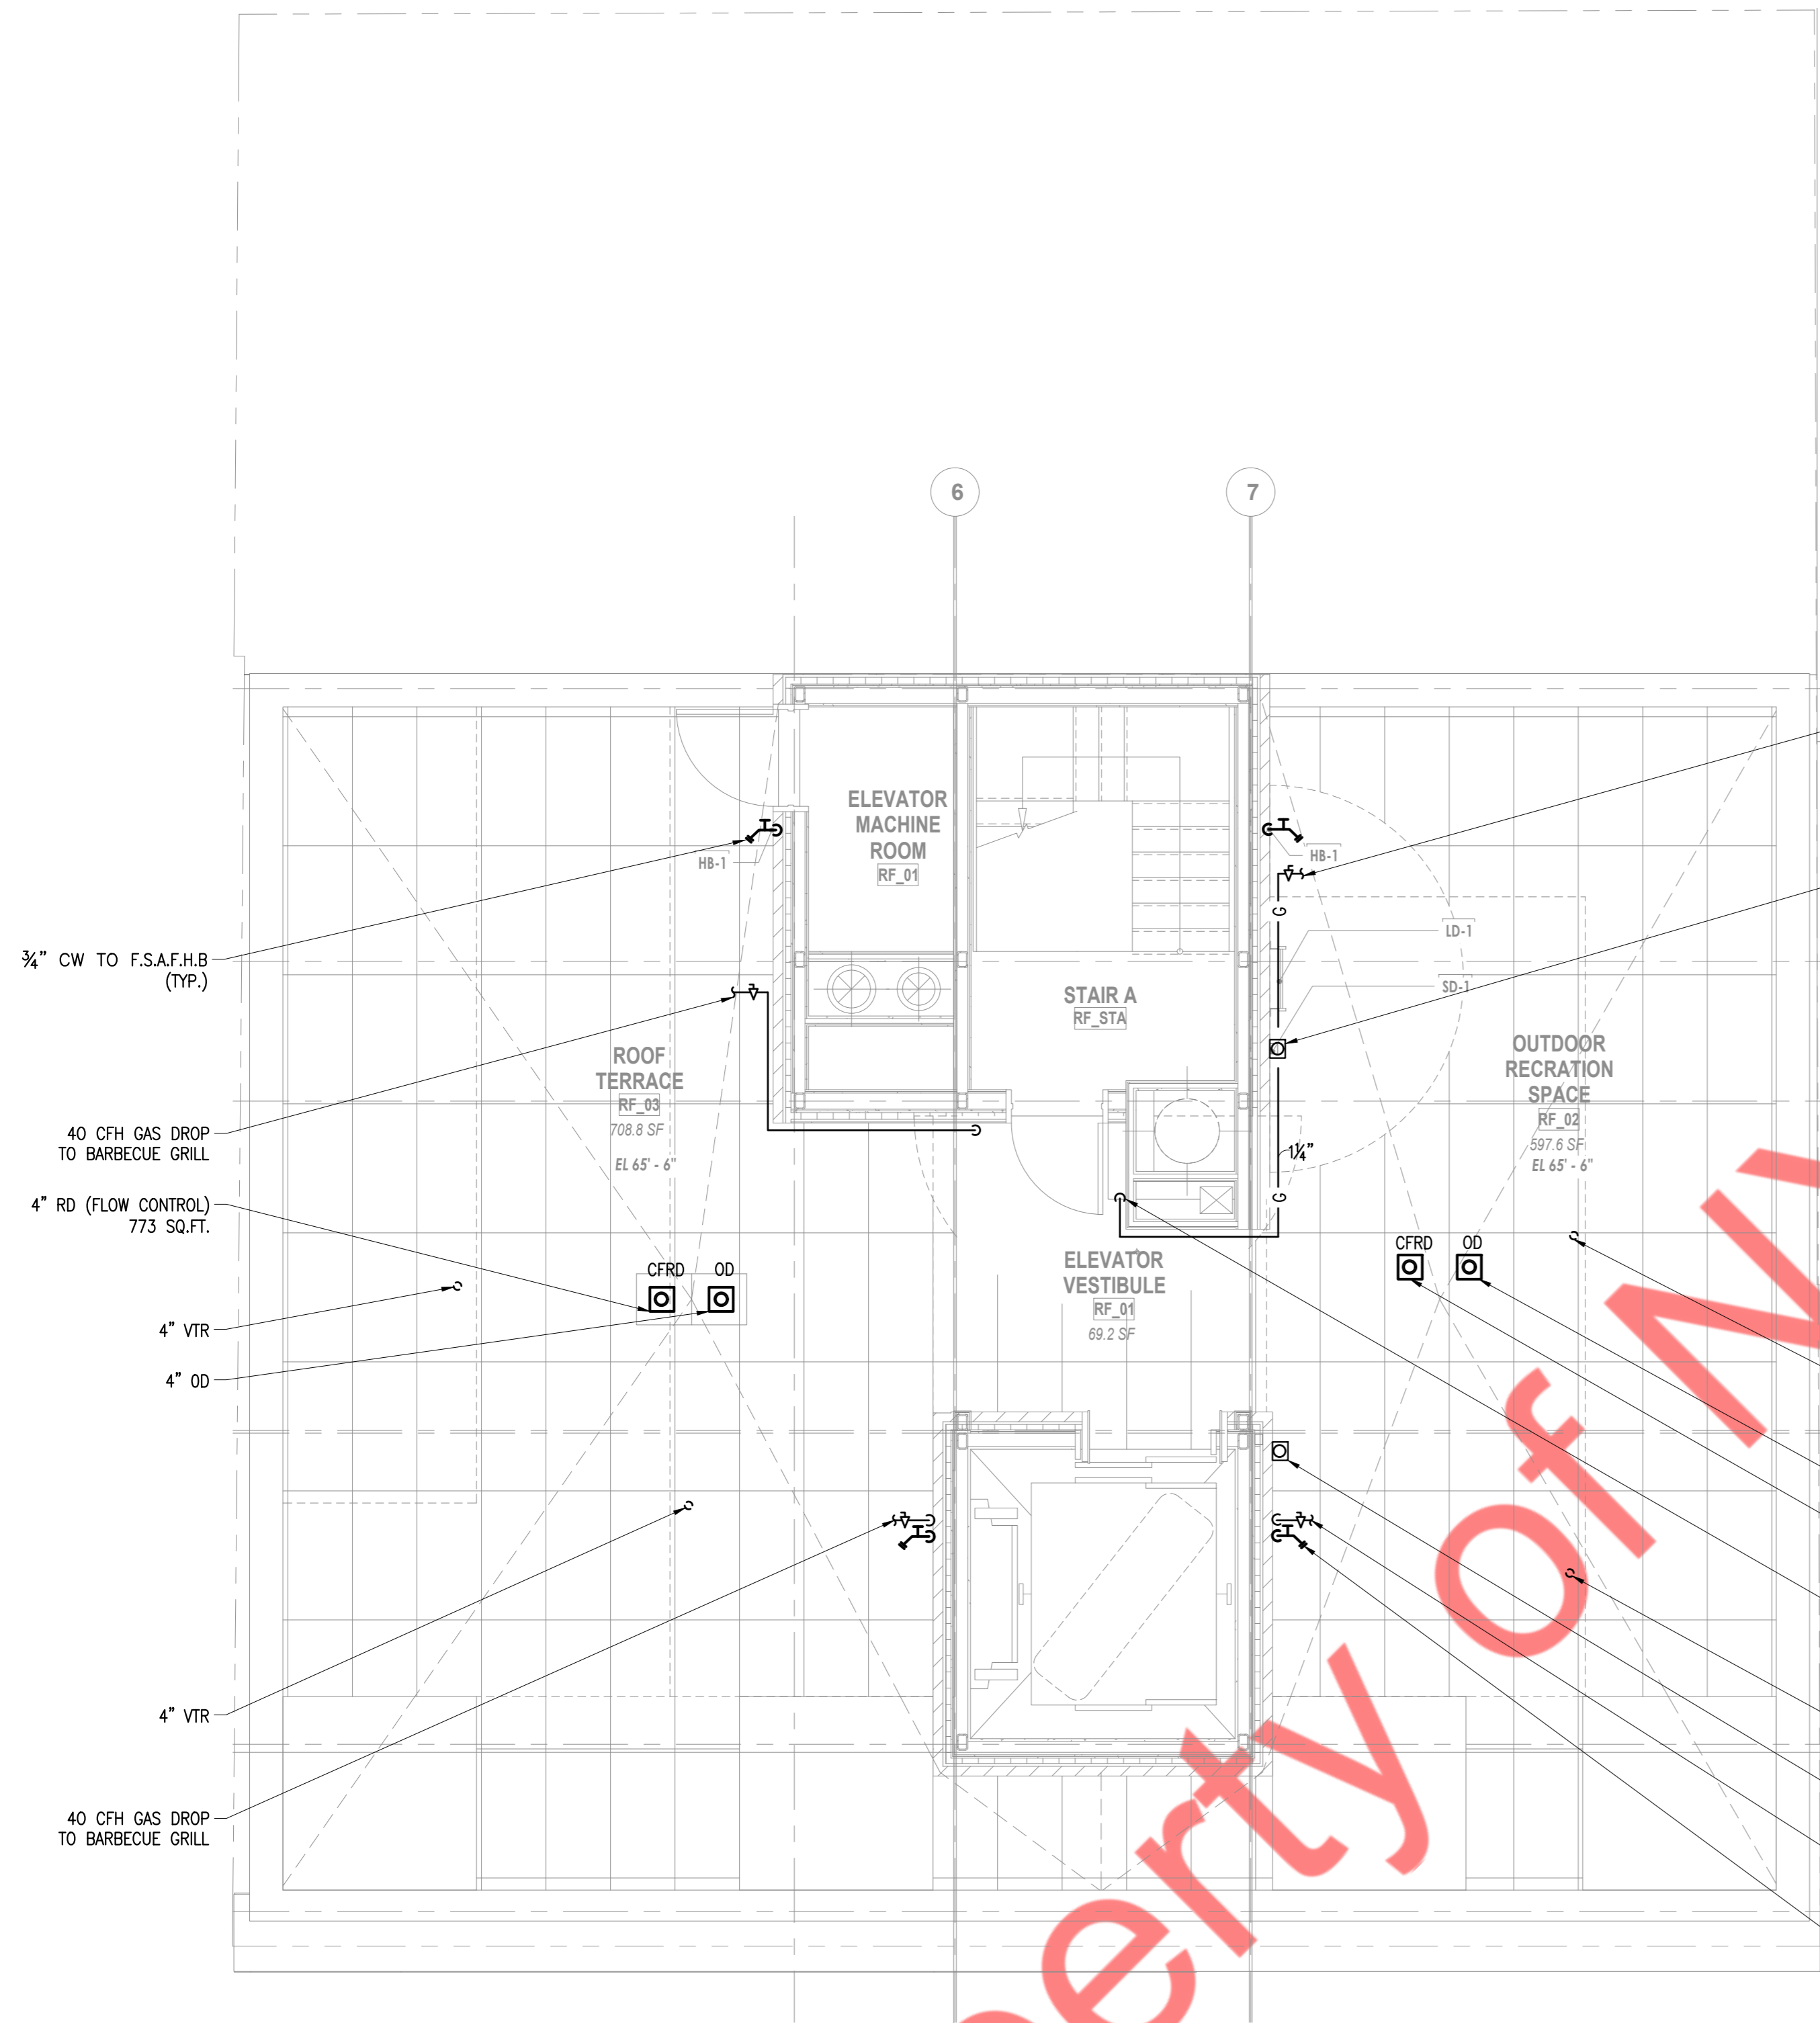 6
7
ELEVATOR
MACHINE
ROOM
RF_01
HB-1
HB-1
¾" CW TO F.S.A.F.H.B
(TYP.)
G
LD-1
SD-1
STAIR A
RF_STA
ROOF
TERRACE
RF_03
708.8 SF
EL 65' - 6"
OUTDOOR
RECRATION
SPACE
RF_02
597.6 SF
EL 65' - 6"
40 CFH GAS DROP
TO BARBECUE GRILL
1¼"
G
4" RD (FLOW CONTROL)
773 SQ.FT.
CFRD OD
CFRD OD
ELEVATOR
VESTIBULE
RF_01
69.2 SF
4" VTR
4" OD
4" VTR
40 CFH GAS DROP
TO BARBECUE GRILL
perty of N